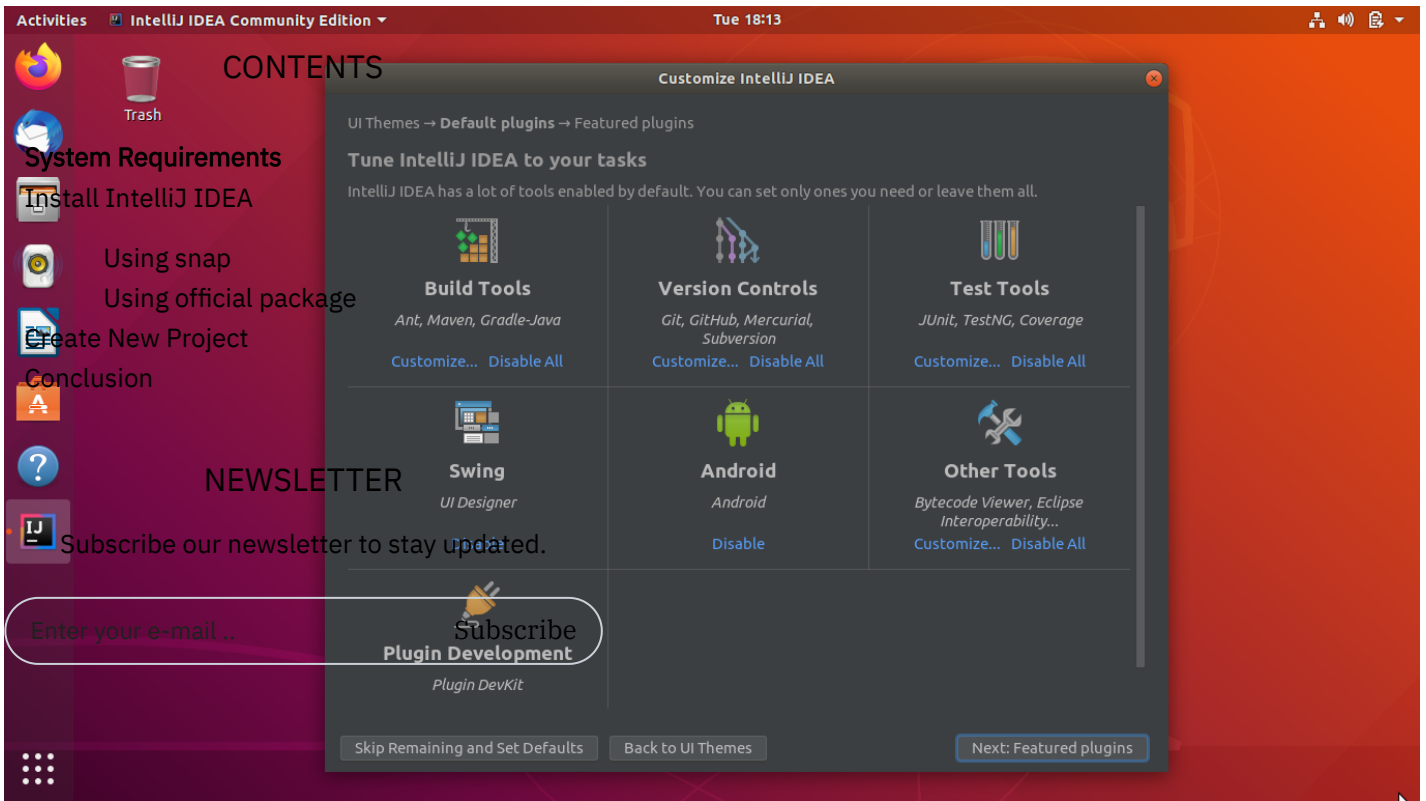 Activities IntelliJ IDEA Community Edition Tue 18:13
Trash
CONTENTS
System Requirements
Install IntelliJ IDEA
Using snap
Using official package
Create New Project
Conclusion
NEWSLETTER
Subscribe our newsletter to stay updated.
Enter your e-mail .. Subscribe
IJ
Customize IntelliJ IDEA
UI Themes → Default plugins → Featured plugins
Tune IntelliJ IDEA to your tasks
IntelliJ IDEA has a lot of tools enabled by default. You can set only ones you need or leave them all.
Build Tools
Ant, Maven, Gradle-Java
Customize... Disable All
Version Controls
Git, GitHub, Mercurial,
Subversion
Customize... Disable All
Test Tools
JUnit, TestNG, Coverage
Customize... Disable All
Swing
UI Designer
Disable
Android
Android
Disable
Other Tools
Bytecode Viewer, Eclipse
Interoperability...
Customize... Disable All
Plugin Development
Plugin DevKit
Skip Remaining and Set Defaults Back to UI Themes Next: Featured plugins